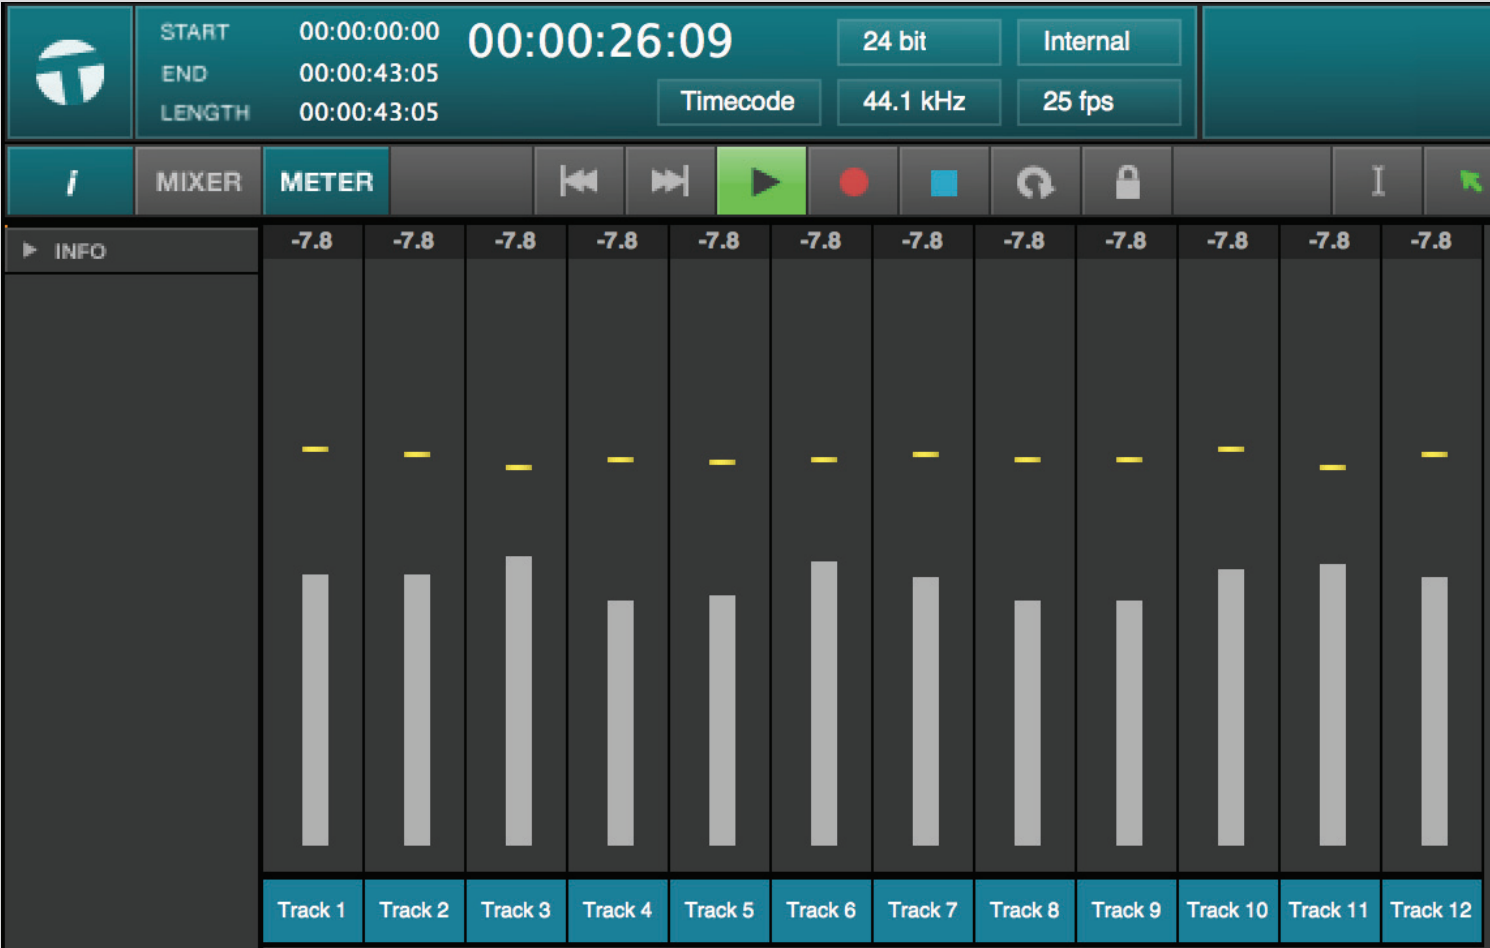 START 00:00:00:00
END 00:00:43:05
LENGTH 00:00:43:05
00:00:26:09
Timecode
24 bit
Internal
44.1 kHz
25 fps
i MIXER METER
INFO
-7.8 -7.8 -7.8 -7.8 -7.8 -7.8 -7.8 -7.8 -7.8 -7.8 -7.8 -7.8
Track 1 Track 2 Track 3 Track 4 Track 5 Track 6 Track 7 Track 8 Track 9 Track 10 Track 11 Track 12